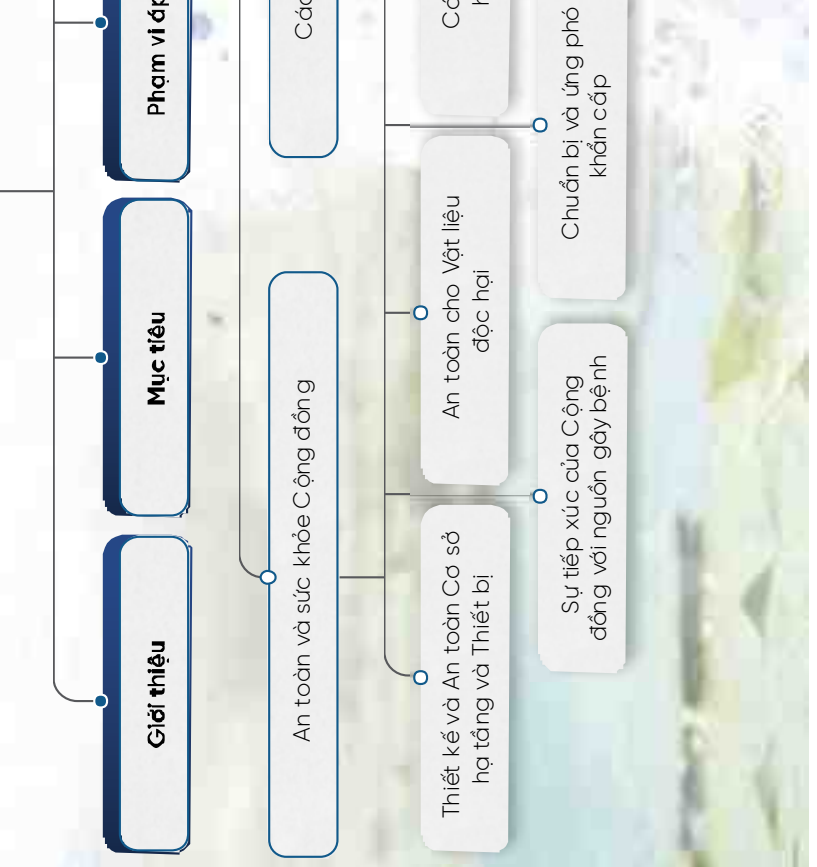 Giới thiệu
Mục tiêu
Phạm vi áp
An toàn và sức khỏe Cộng đồng
Các
Thiết kế và An toàn Cơ sở
hạ tầng và Thiết bị
An toàn cho Vật liệu
độc hại
Sự tiếp xúc của Cộng
đồng với nguồn gây bệnh
Chuẩn bị và ứng phó
khẩn cấp